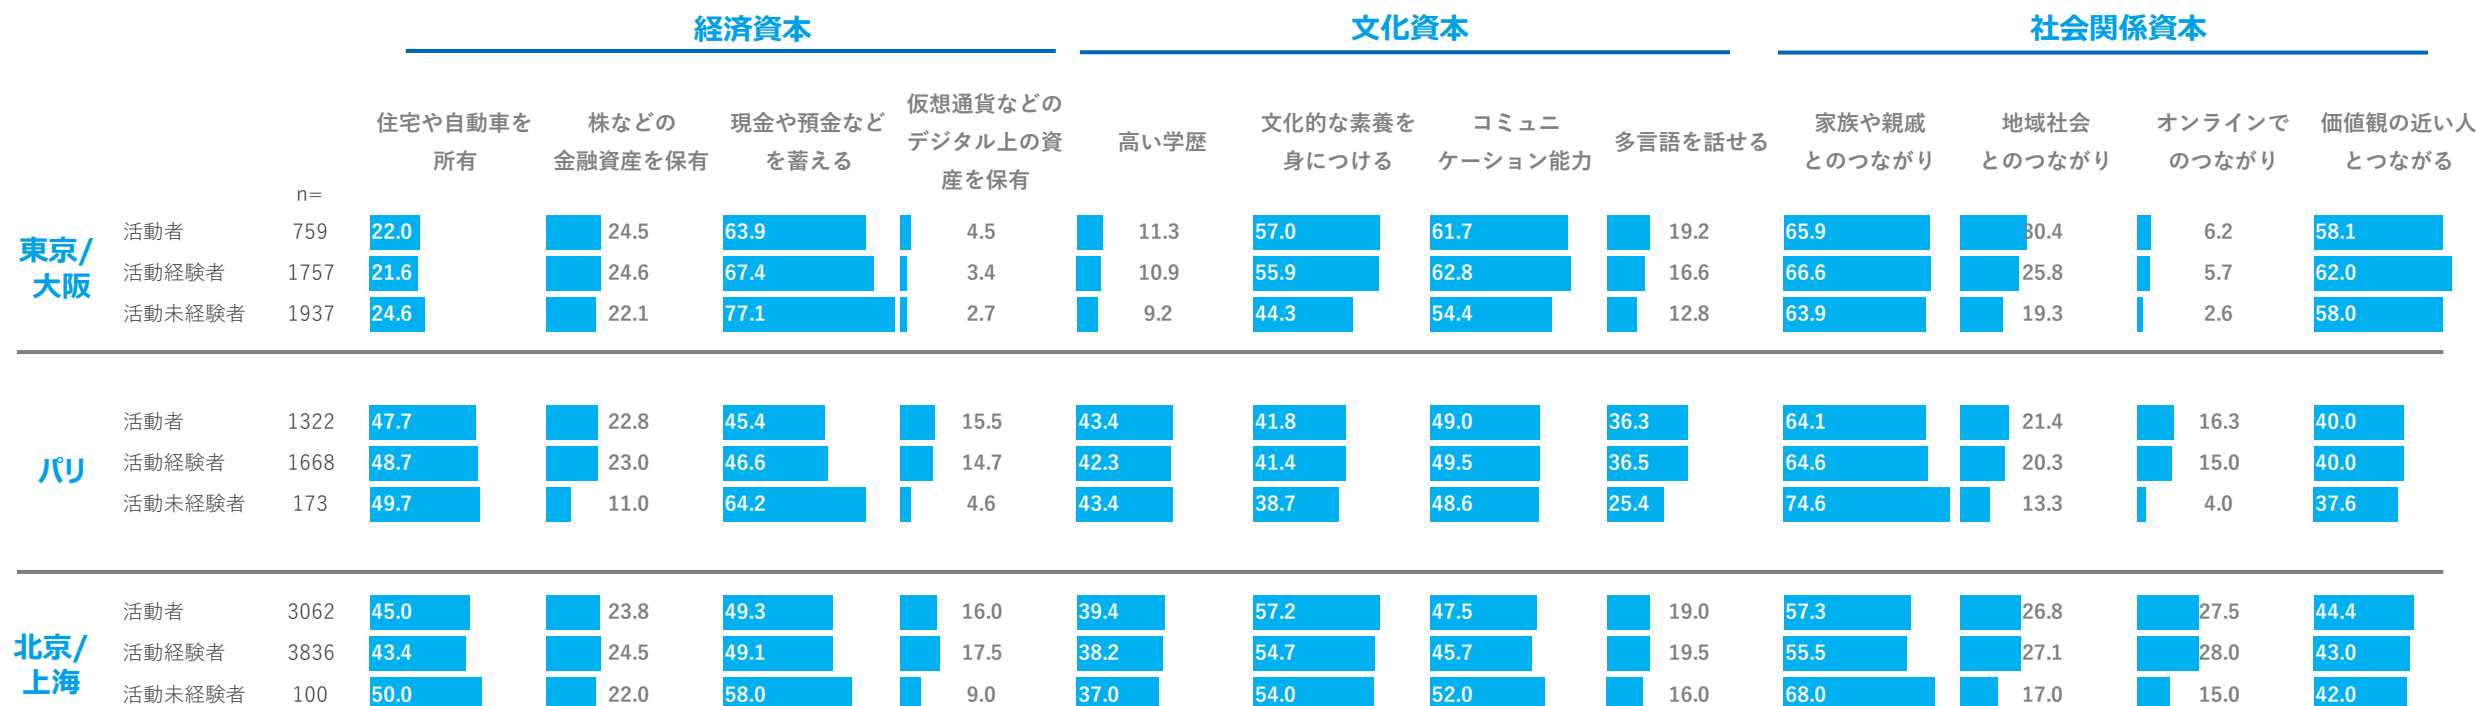 経済資本 文化資本 社会関係資本
住宅や自動車を所有 株などの金融資産を保有 現金や預金などを蓄える 仮想通貨などのデジタル上の資産を保有 高い学歴 文化的な素養を身につける コミュニケーション能力 多言語を話せる 家族や親戚とのつながり 地域社会とのつながり オンラインでのつながり 価値観の近い人とつながる
n=
東京/大阪
活動者 759 22.0 24.5 63.9 4.5 11.3 57.0 61.7 19.2 65.9 30.4 6.2 58.1
活動経験者 1757 21.6 24.6 67.4 3.4 10.9 55.9 62.8 16.6 66.6 25.8 5.7 62.0
活動未経験者 1937 24.6 22.1 77.1 2.7 9.2 44.3 54.4 12.8 63.9 19.3 2.6 58.0
パリ
活動者 1322 47.7 22.8 45.4 15.5 43.4 41.8 49.0 36.3 64.1 21.4 16.3 40.0
活動経験者 1668 48.7 23.0 46.6 14.7 42.3 41.4 49.5 36.5 64.6 20.3 15.0 40.0
活動未経験者 173 49.7 11.0 64.2 4.6 43.4 38.7 48.6 25.4 74.6 13.3 4.0 37.6
北京/上海
活動者 3062 45.0 23.8 49.3 16.0 39.4 57.2 47.5 19.0 57.3 26.8 27.5 44.4
活動経験者 3836 43.4 24.5 49.1 17.5 38.2 54.7 45.7 19.5 55.5 27.1 28.0 43.0
活動未経験者 100 50.0 22.0 58.0 9.0 37.0 54.0 52.0 16.0 68.0 17.0 15.0 42.0